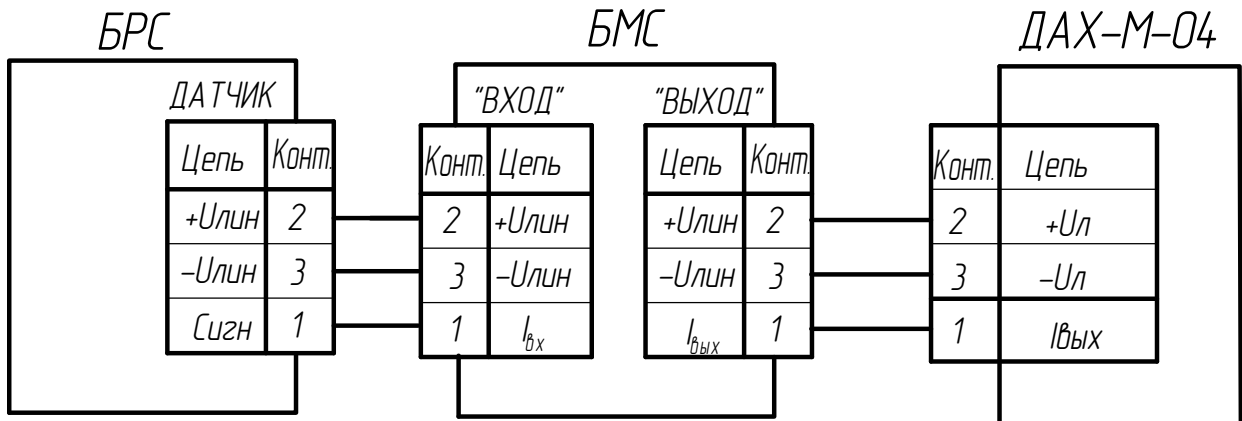 БРС
БМС
ДАХ-М-04
ДАТЧИК
"ВХОД"
"ВЫХОД"
Цепь Конт.
Конт. Цепь
Цепь Конт.
Конт. Цепь
+Uлин 2
2 +Uлин
+Uлин 2
2 +Uл
-Uлин 3
3 -Uлин
-Uлин 3
3 -Uл
Сигн 1
1 Iвх
Iвых 1
1 Iвых